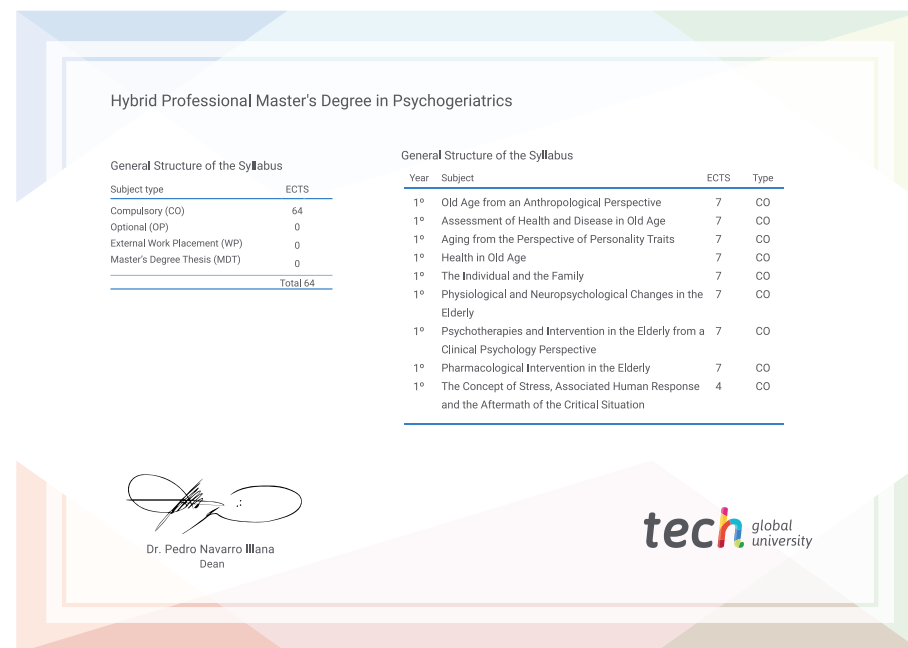 Hybrid Professional Master's Degree in Psychogeriatrics
General Structure of the Syllabus
Subject type ECTS
Compulsory (CO) 64
Optional (OP) 0
External Work Placement (WP) 0
Master's Degree Thesis (MDT) 0
Total 64
General Structure of the Syllabus
Year Subject ECTS Type
1º Old Age from an Anthropological Perspective 7 CO
1º Assessment of Health and Disease in Old Age 7 CO
1º Aging from the Perspective of Personality Traits 7 CO
1º Health in Old Age 7 CO
1º The Individual and the Family 7 CO
1º Physiological and Neuropsychological Changes in the 7 CO
Elderly
1º Psychotherapies and Intervention in the Elderly from a 7 CO
Clinical Psychology Perspective
1º Pharmacological Intervention in the Elderly 7 CO
1º The Concept of Stress, Associated Human Response 4 CO
and the Aftermath of the Critical Situation
Dr. Pedro Navarro Illana
Dean
tech global
university